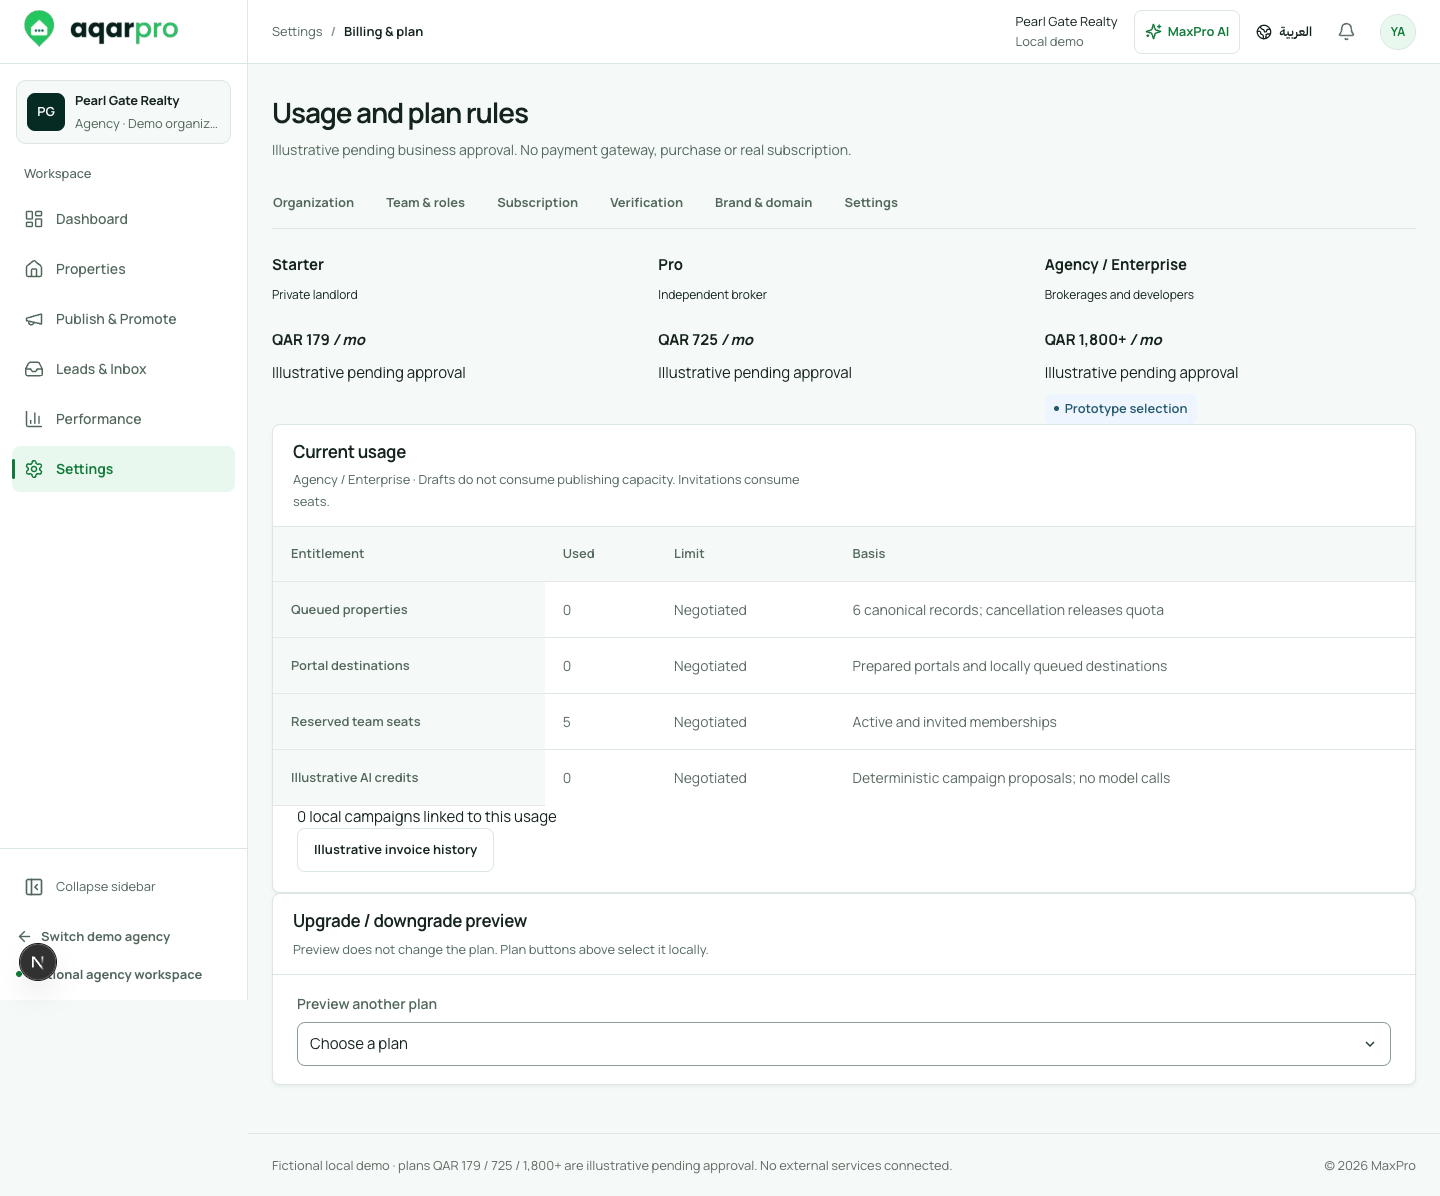 aqarpro
Settings / Billing & plan
Pearl Gate Realty
Local demo
MaxPro AI
العربية
YA
PG
Pearl Gate Realty
Agency · Demo organiz...
Workspace
Dashboard
Properties
Publish & Promote
Leads & Inbox
Performance
Settings
Collapse sidebar
Switch demo agency
tional agency workspace
N
Usage and plan rules
Illustrative pending business approval. No payment gateway, purchase or real subscription.
Organization Team & roles Subscription Verification Brand & domain Settings
Starter
Private landlord
QAR 179 / mo
Illustrative pending approval
Pro
Independent broker
QAR 725 / mo
Illustrative pending approval
Agency / Enterprise
Brokerages and developers
QAR 1,800+ / mo
Illustrative pending approval
Prototype selection
Current usage
Agency / Enterprise · Drafts do not consume publishing capacity. Invitations consume
seats.
Entitlement Used Limit Basis
Queued properties 0 Negotiated 6 canonical records; cancellation releases quota
Portal destinations 0 Negotiated Prepared portals and locally queued destinations
Reserved team seats 5 Negotiated Active and invited memberships
Illustrative AI credits 0 Negotiated Deterministic campaign proposals; no model calls
0 local campaigns linked to this usage
Illustrative invoice history
Upgrade / downgrade preview
Preview does not change the plan. Plan buttons above select it locally.
Preview another plan
Choose a plan
Fictional local demo · plans QAR 179 / 725 / 1,800+ are illustrative pending approval. No external services connected.
© 2026 MaxPro